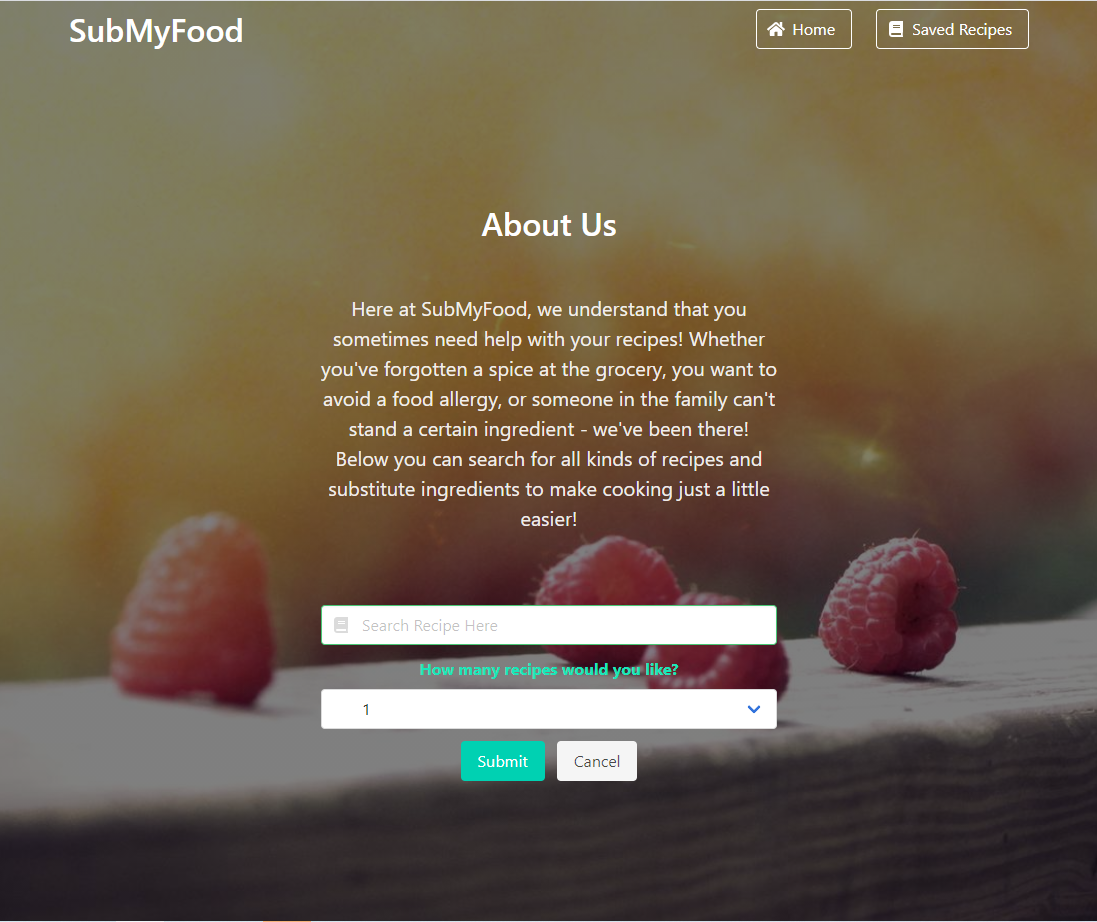 SubMyFood
Home
Saved Recipes
About Us
Here at SubMyFood, we understand that you
sometimes need help with your recipes! Whether
you've forgotten a spice at the grocery, you want to
avoid a food allergy, or someone in the family can't
stand a certain ingredient - we've been there!
Below you can search for all kinds of recipes and
substitute ingredients to make cooking just a little
easier!
Search Recipe Here
How many recipes would you like?
1
Submit
Cancel